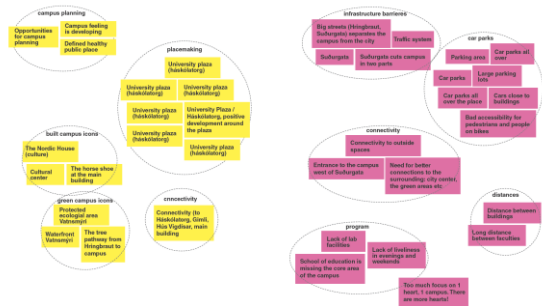 campus planning
Opportunities
for campus
planning
Campus feeling
is developing
Defined healthy
public place
placemaking
University plaza
(háskólatorg)
University plaza
(háskólatorg)
University plaza
(háskólatorg)
University plaza
(háskólatorg)
University Plaza /
Háskólatorg, positive
development around
the plaza
University plaza
(háskólatorg)
University plaza
(háskólatorg)
built campus icons
The Nordic House
(culture)
Cultural
center
The horse shoe
at the main
building
green campus icons
Protected
ecological area
Vatnsmýri
Waterfront
Vatnsmýri
The tree
pathway from
Hringbraut to
campus
cnncectivity
Connectivity (to
Háskólatorg, Gimli,
Hús Vigdísar, main
building
infrastructure barrieres
Big streets (Hringbraut,
Suðurgata) separates the
campus from the city
Traffic system
Suðurgata
Suðurgata cuts campus
in two parts
car parks
Parking area
Car parks all
over
Car parks
Large parking
lots
Car parks all
over the place
Cars close to
buildings
Bad accessibility for
pedestrians and people
on bikes
connectivity
Connectivity to outside
spaces
Entrance to the campus
west of Suðurgata
Need for better
connections to the
surrounding: city center,
the green areas etc.
distances
Distance between
buildings
Long distance
between faculties
program
Lack of lab
facilities
Lack of liveliness
in evenings and
weekends
School of education is
missing the core area
of the campus
Too much focus on 1
heart, 1 campus. There
are more hearts!